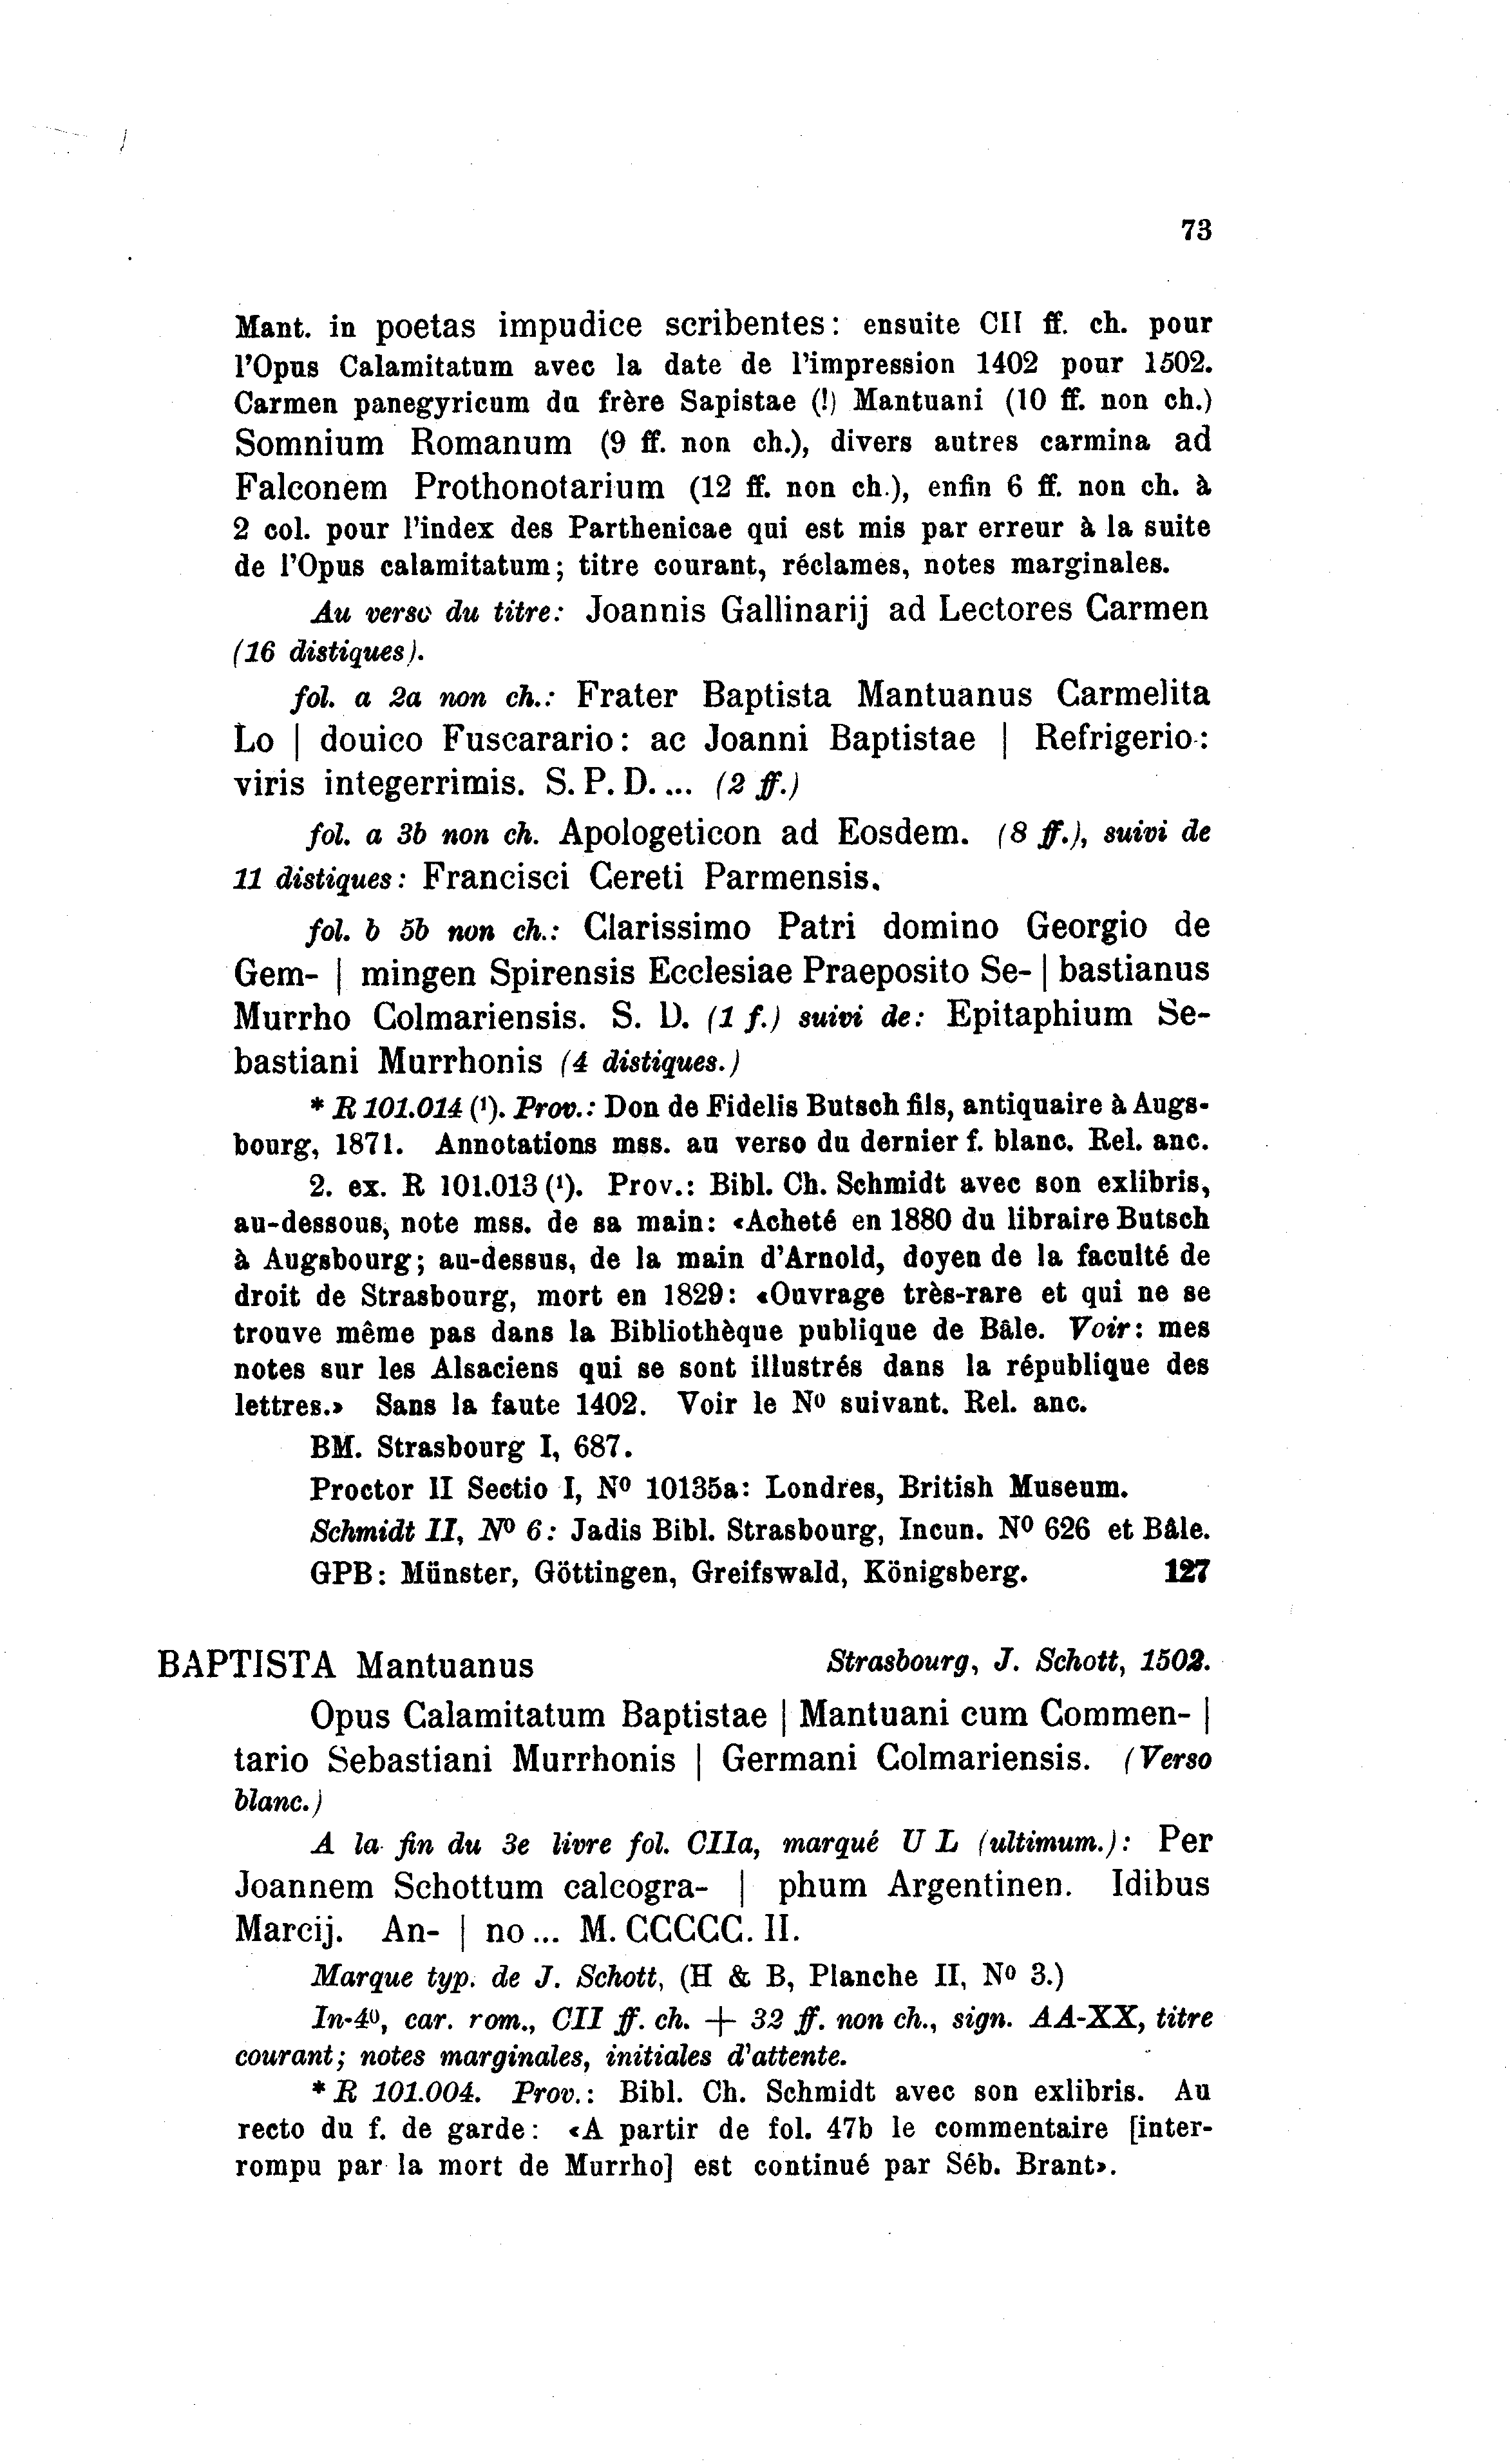 73
Mant. in poetas impudice scribentes: ensuite CII ff. ch. pour
l'Opus Calamitatum avec la date de l'impression 1402 pour 1502.
Carmen panegyricum du frère Sapistae (!) Mantuani (10 ff. non ch.)
Somnium Romanum (9 ff. non ch.), divers autres carmina ad
Falconem Prothonotarium (12 ff. non ch.), enfin 6 ff. non ch. à
2 col. pour l'index des Parthenicae qui est mis par erreur à la suite
de l'Opus calamitatum; titre courant, réclames, notes marginales.
Au verso du titre: Joannis Gallinarij ad Lectores Carmen
(16 distiques).
fol. a 2a non ch.: Frater Baptista Mantuanus Carmelita
Lo | douico Fuscarario: ac Joanni Baptistae | Refrigerio:
viris integerrimis. S. P. D. ... (2 ff.)
fol. a 3b non ch. Apologeticon ad Eosdem. (8 ff.), suivi de
11 distiques: Francisci Cereti Parmensis.
fol. b 5b non ch.: Clarissimo Patri domino Georgio de
Gem- | mingen Spirensis Ecclesiae Praeposito Se- | bastianus
Murrho Colmariensis. S. D. (1 f.) suivi de: Epitaphium Se-
bastiani Murrhonis (4 distiques.)
* R 101.014 (¹). Prov.: Don de Fidelis Butsch fils, antiquaire à Augs-
bourg, 1871. Annotations mss. au verso du dernier f. blanc. Rel. anc.
2. ex. R 101.013 (¹). Prov.: Bibl. Ch. Schmidt avec son exlibris,
au-dessous, note mss. de sa main: «Acheté en 1880 du libraire Butsch
à Augsbourg; au-dessus, de la main d'Arnold, doyen de la faculté de
droit de Strasbourg, mort en 1829: «Ouvrage très-rare et qui ne se
trouve même pas dans la Bibliothèque publique de Bâle. Voir: mes
notes sur les Alsaciens qui se sont illustrés dans la république des
lettres.» Sans la faute 1402. Voir le Nº suivant. Rel. anc.
BM. Strasbourg I, 687.
Proctor II Sectio I, Nº 10135a: Londres, British Museum.
Schmidt II, Nº 6: Jadis Bibl. Strasbourg, Incun. Nº 626 et Bâle.
GPB: Münster, Göttingen, Greifswald, Königsberg. 127
BAPTISTA Mantuanus Strasbourg, J. Schott, 1502.
Opus Calamitatum Baptistae | Mantuani cum Commen- |
tario Sebastiani Murrhonis | Germani Colmariensis. (Verso
blanc.)
A la fin du 3e livre fol. CIIa, marqué U L (ultimum.): Per
Joannem Schottum calcogra- | phum Argentinen. Idibus
Marcij. An- | no ... M. CCCCC. II.
Marque typ. de J. Schott, (H & B, Planche II, Nº 3.)
In-4º, car. rom., CII ff. ch. + 32 ff. non ch., sign. AA-XX, titre
courant; notes marginales, initiales d'attente.
* R 101.004. Prov.: Bibl. Ch. Schmidt avec son exlibris. Au
recto du f. de garde: «A partir de fol. 47b le commentaire [inter-
rompu par la mort de Murrho] est continué par Séb. Brant».